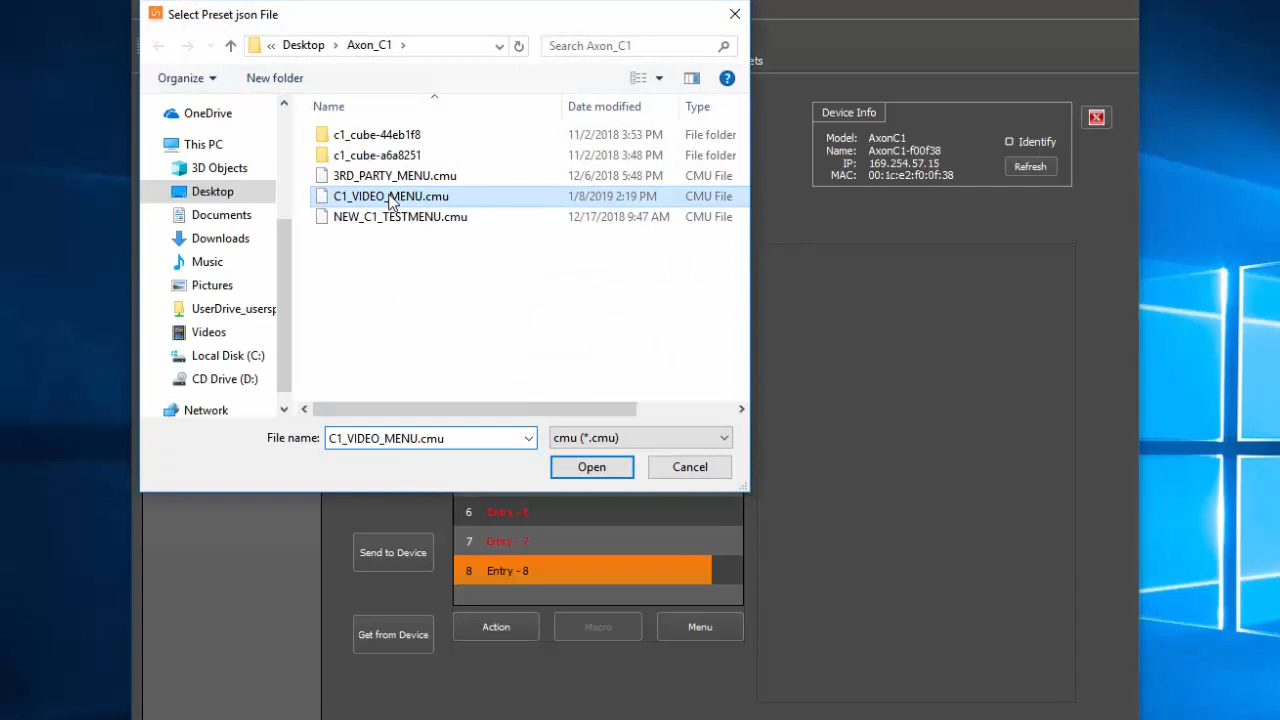 Select Preset json File
« Desktop › Axon_C1 ›
Search Axon_C1
Organize
New folder
ets
Name
Date modified
Type
OneDrive
This PC
3D Objects
Desktop
Documents
Downloads
Music
Pictures
UserDrive_usersp
Videos
Local Disk (C:)
CD Drive (D:)
Network
c1_cube-44eb1f8 11/2/2018 3:53 PM File folder
c1_cube-a6a8251 11/2/2018 3:48 PM File folder
3RD_PARTY_MENU.cmu 12/6/2018 5:48 PM CMU File
C1_VIDEO_MENU.cmu 1/8/2019 2:19 PM CMU File
NEW_C1_TESTMENU.cmu 12/17/2018 9:47 AM CMU File
File name: C1_VIDEO_MENU.cmu
cmu (*.cmu)
Open
Cancel
Device Info
Model: AxonC1
Name: AxonC1-f00f38
IP: 169.254.57.15
MAC: 00:1c:e2:f0:0f:38
Identify
Refresh
6 Entry - 6
7 Entry - 7
8 Entry - 8
Send to Device
Get from Device
Action
Macro
Menu